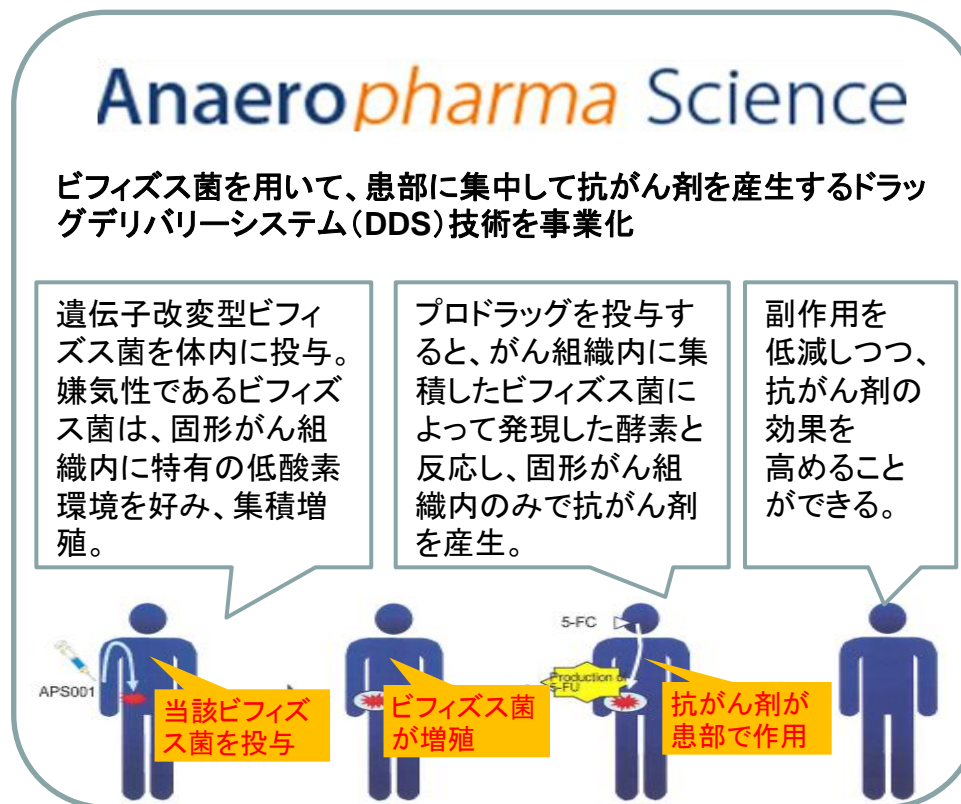 Anaeropharma Science
ビフィズス菌を用いて、患部に集中して抗がん剤を産生するドラッ
グデリバリーシステム(DDS)技術を事業化
遺伝子改変型ビフィ
ズス菌を体内に投与。
嫌気性であるビフィズ
ス菌は、固形がん組
織内に特有の低酸素
環境を好み、集積増
殖。
プロドラッグを投与す
ると、がん組織内に集
積したビフィズス菌に
よって発現した酵素と
反応し、固形がん組
織内のみで抗がん剤
を産生。
副作用を
低減しつつ、
抗がん剤の
効果を
高めること
ができる。
APS001
当該ビフィズ
ス菌を投与
ビフィズス菌
が増殖
5-FC
Production of
5-FU
抗がん剤が
患部で作用